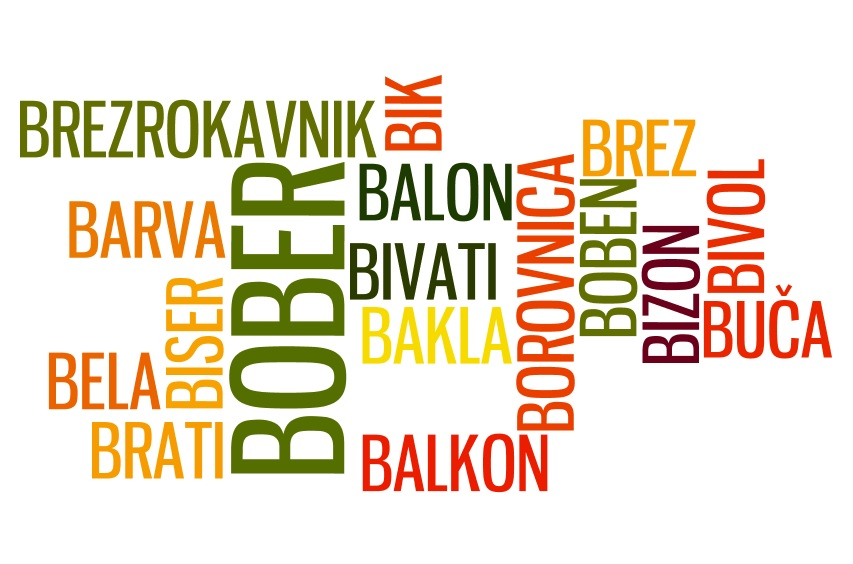 BREZROKAVNIK
BIK
BREZ
BALON
BOROVNICA
BOBEN
BIVOL
BARVA
BOBER
BIVATI
BIZON
BISER
BAKLA
BUČA
BELA
BRATI
BALKON